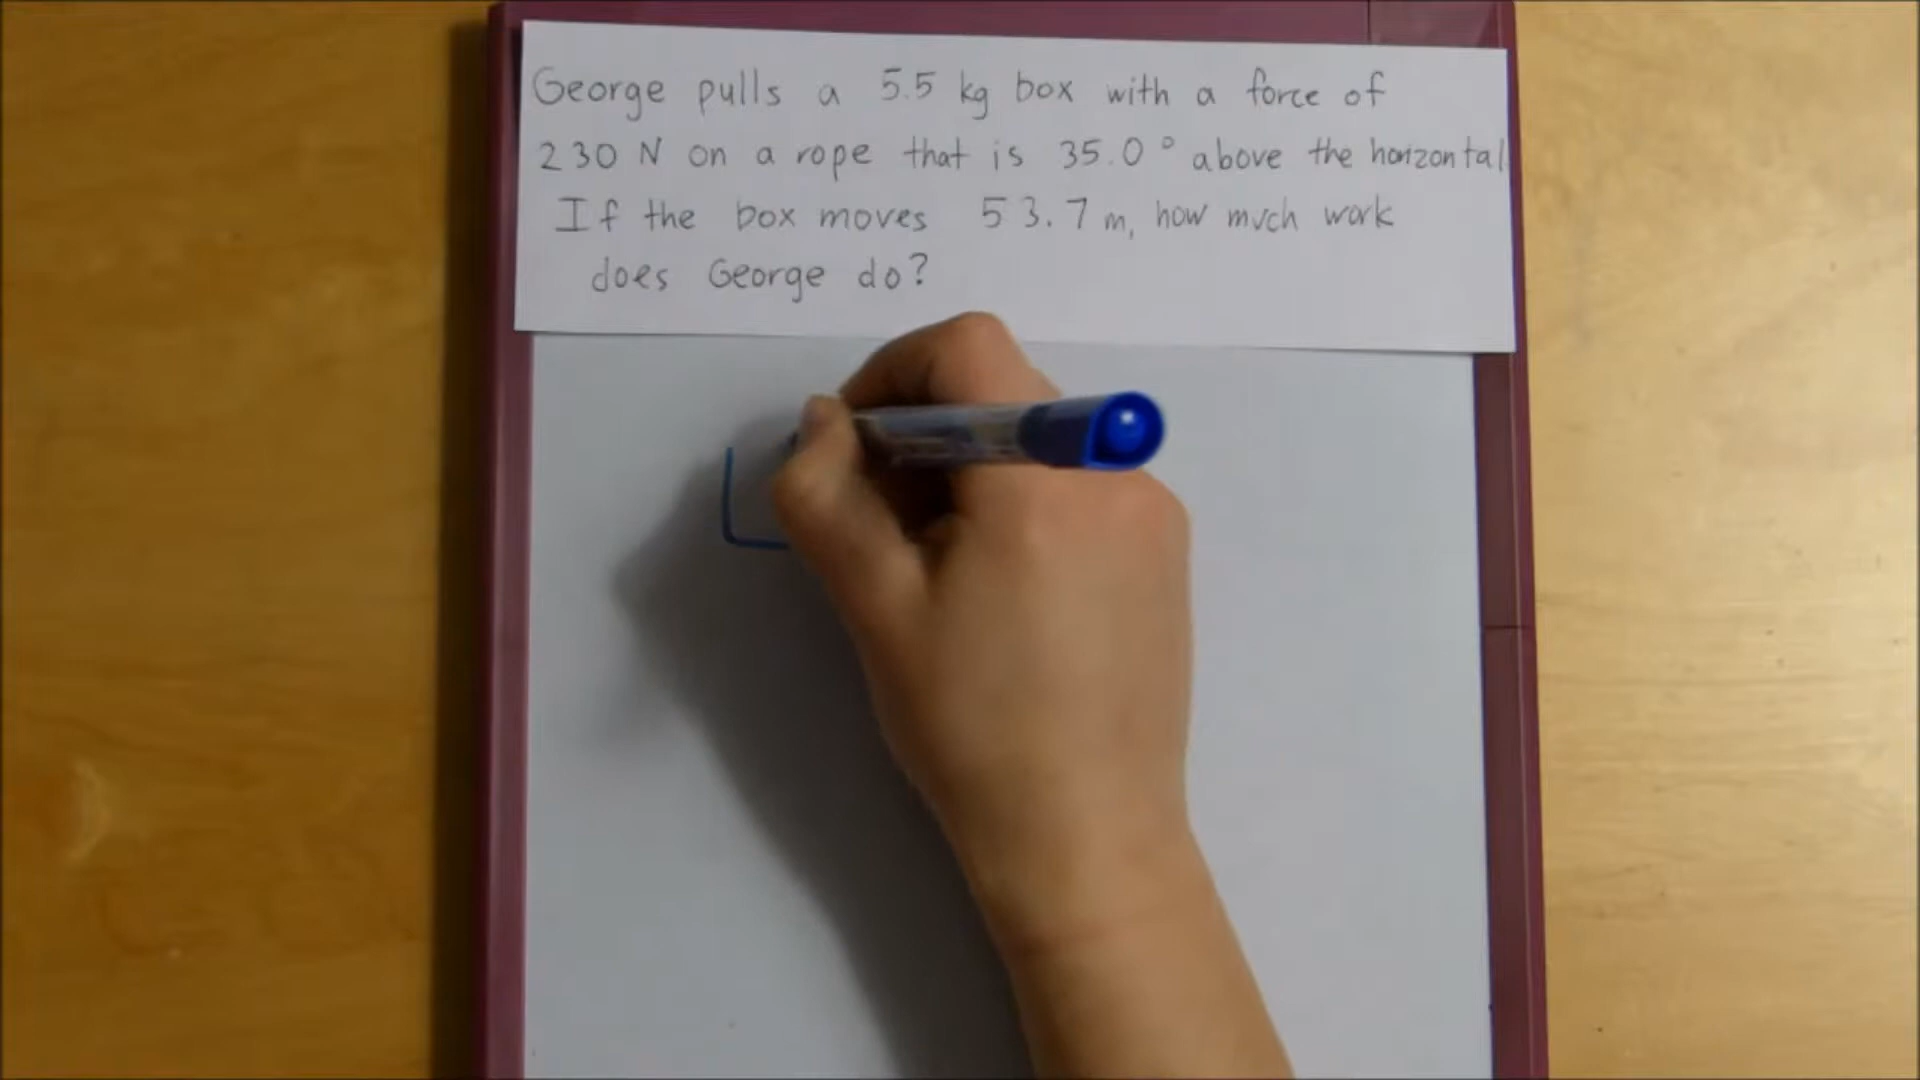 George pulls a 5.5 kg box with a force of
230 N on a rope that is 35.0° above the horizontal
If the box moves 53.7 m, how much work
does George do?